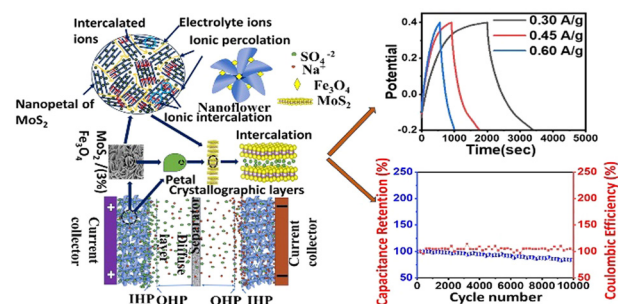 Intercalated
ions
Electrolyte ions
Ionic percolation
SO₄⁻²
Na⁺
Fe₃O₄
MoS₂
Nanoflower
Nanopetal of
MoS₂
Ionic intercalation
Intercalation
MoS₂/(3%)
Fe₃O₄
Petal
Crystallographic layers
Current
collector
+
+
Diffuse
layer
Separator
Current
collector
IHP
OHP
OHP
IHP
Potential
0.4
0.2
0.0
-0.2
0.30 A/g
0.45 A/g
0.60 A/g
0
1000
2000
3000
4000
5000
Time(sec)
Capacitance Retention (%)
250
200
150
100
50
0
Coulombic Efficiency (%)
250
200
150
100
50
0
0
2000
4000
6000
8000
10000
Cycle number